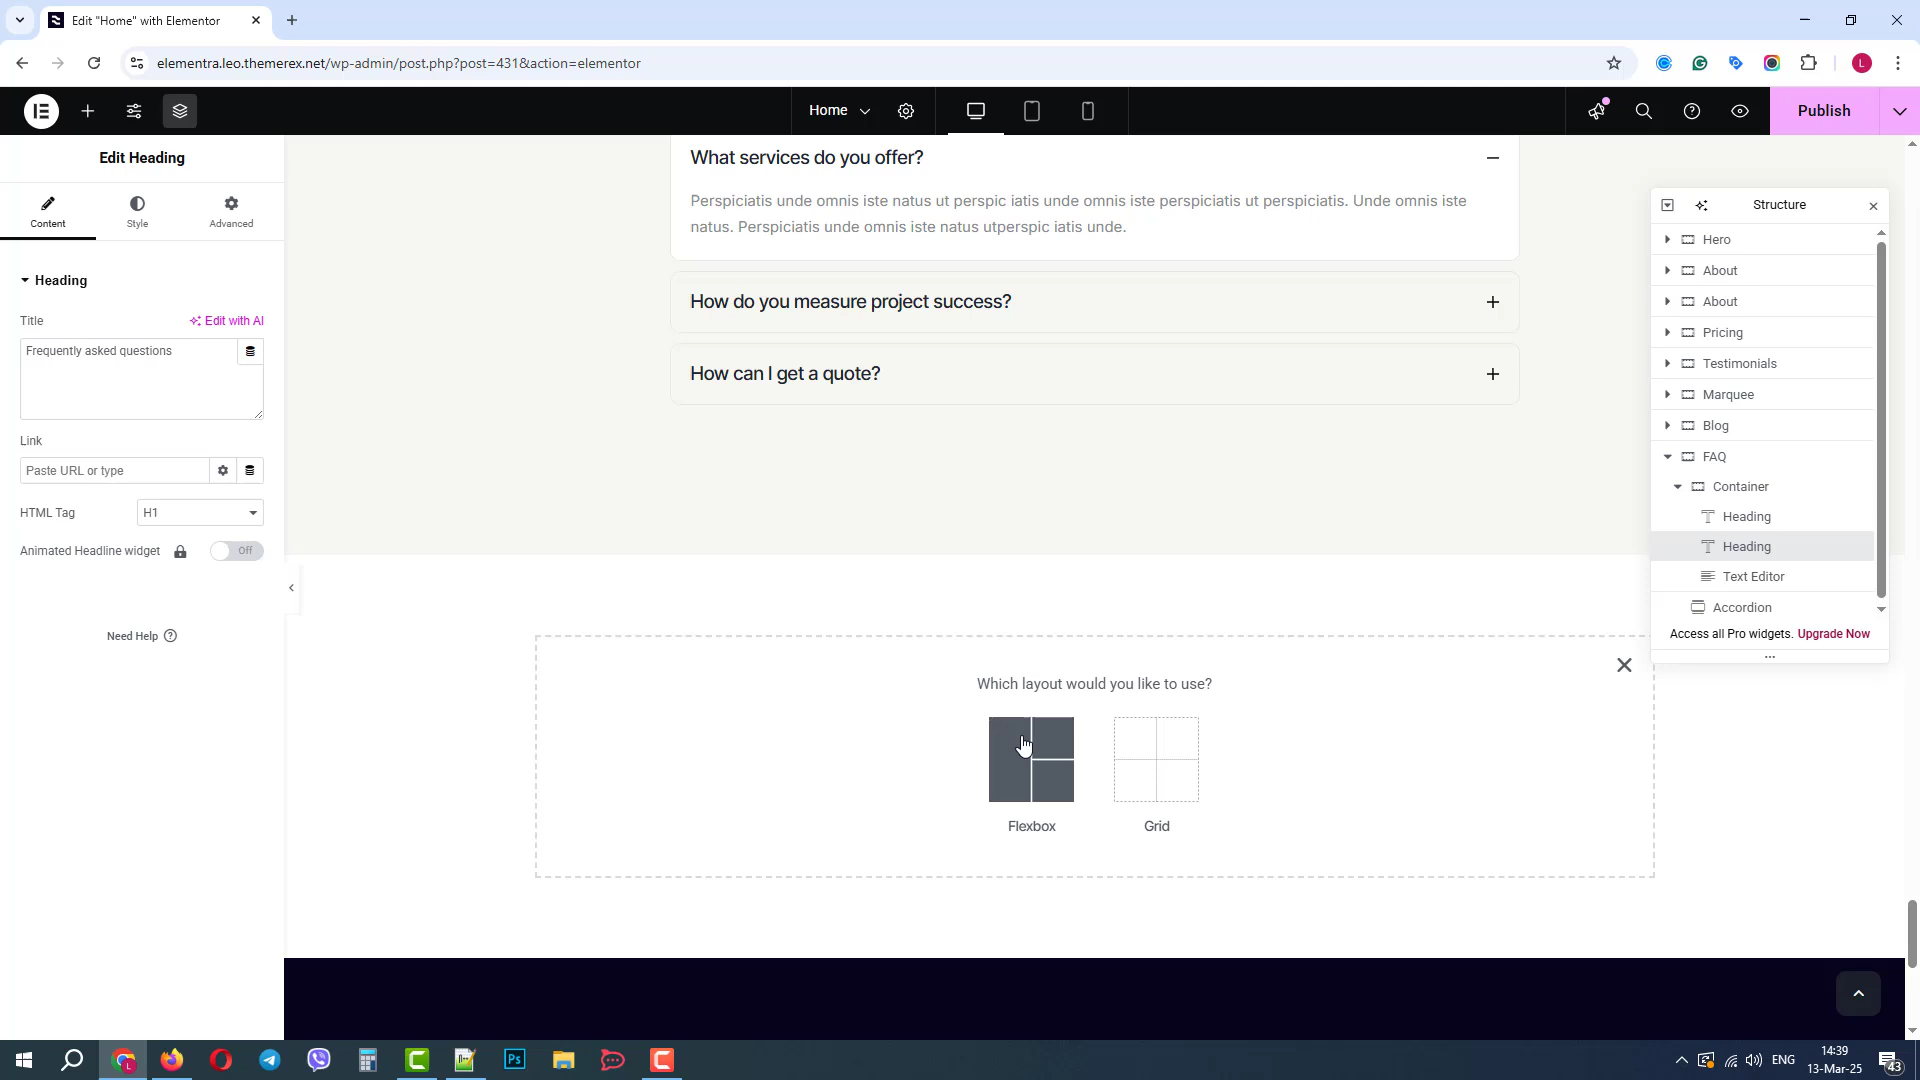 Edit "Home" with Elementor
elementra.leo.themerex.net/wp-admin/post.php?post=431&action=elementor
L
Home
Publish
Edit Heading
Content
Style
Advanced
Heading
Title
Edit with AI
Frequently asked questions
Link
Paste URL or type
HTML Tag
H1
Animated Headline widget
Off
Need Help
What services do you offer?
Perspiciatis unde omnis iste natus ut perspic iatis unde omnis iste perspiciatis ut perspiciatis. Unde omnis iste
natus. Perspiciatis unde omnis iste natus utperspic iatis unde.
How do you measure project success?
How can I get a quote?
Which layout would you like to use?
Flexbox
Grid
Structure
Hero
About
About
Pricing
Testimonials
Marquee
Blog
FAQ
Container
Heading
Heading
Text Editor
Accordion
Access all Pro widgets. Upgrade Now
L
Ps
ENG
14:39
13-Mar-25
43